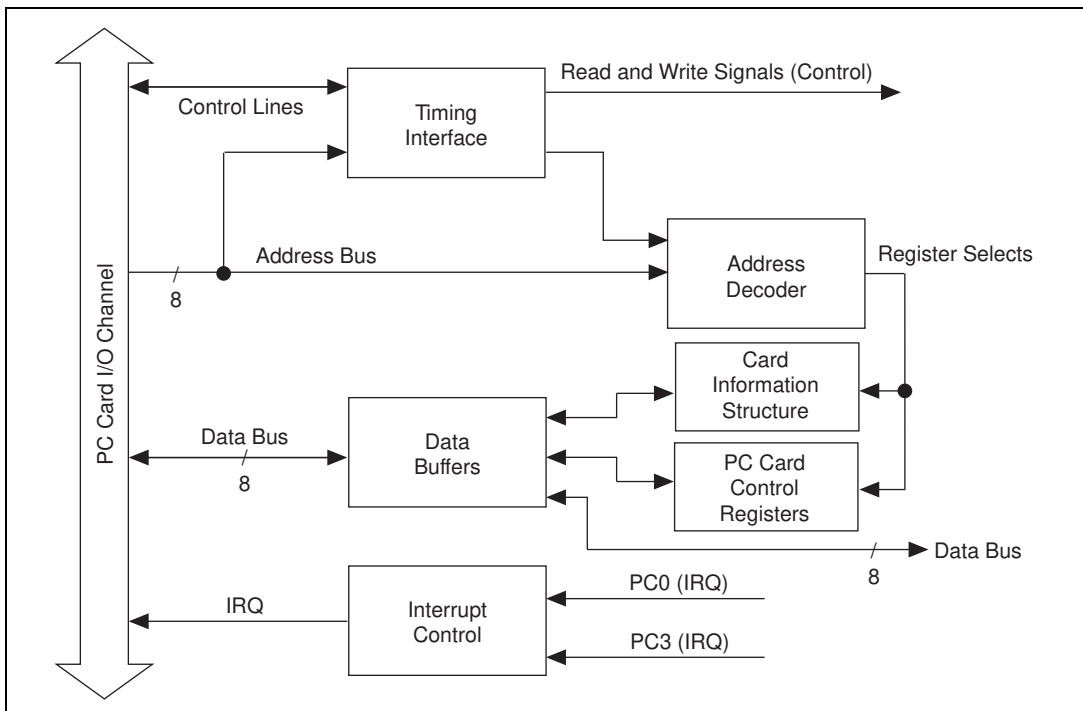 PC Card I/O Channel
Control Lines
Timing
Interface
Read and Write Signals (Control)
Address Bus
8
Address
Decoder
Register Selects
Card
Information
Structure
Data Bus
8
Data
Buffers
PC Card
Control
Registers
8
Data Bus
IRQ
Interrupt
Control
PC0 (IRQ)
PC3 (IRQ)